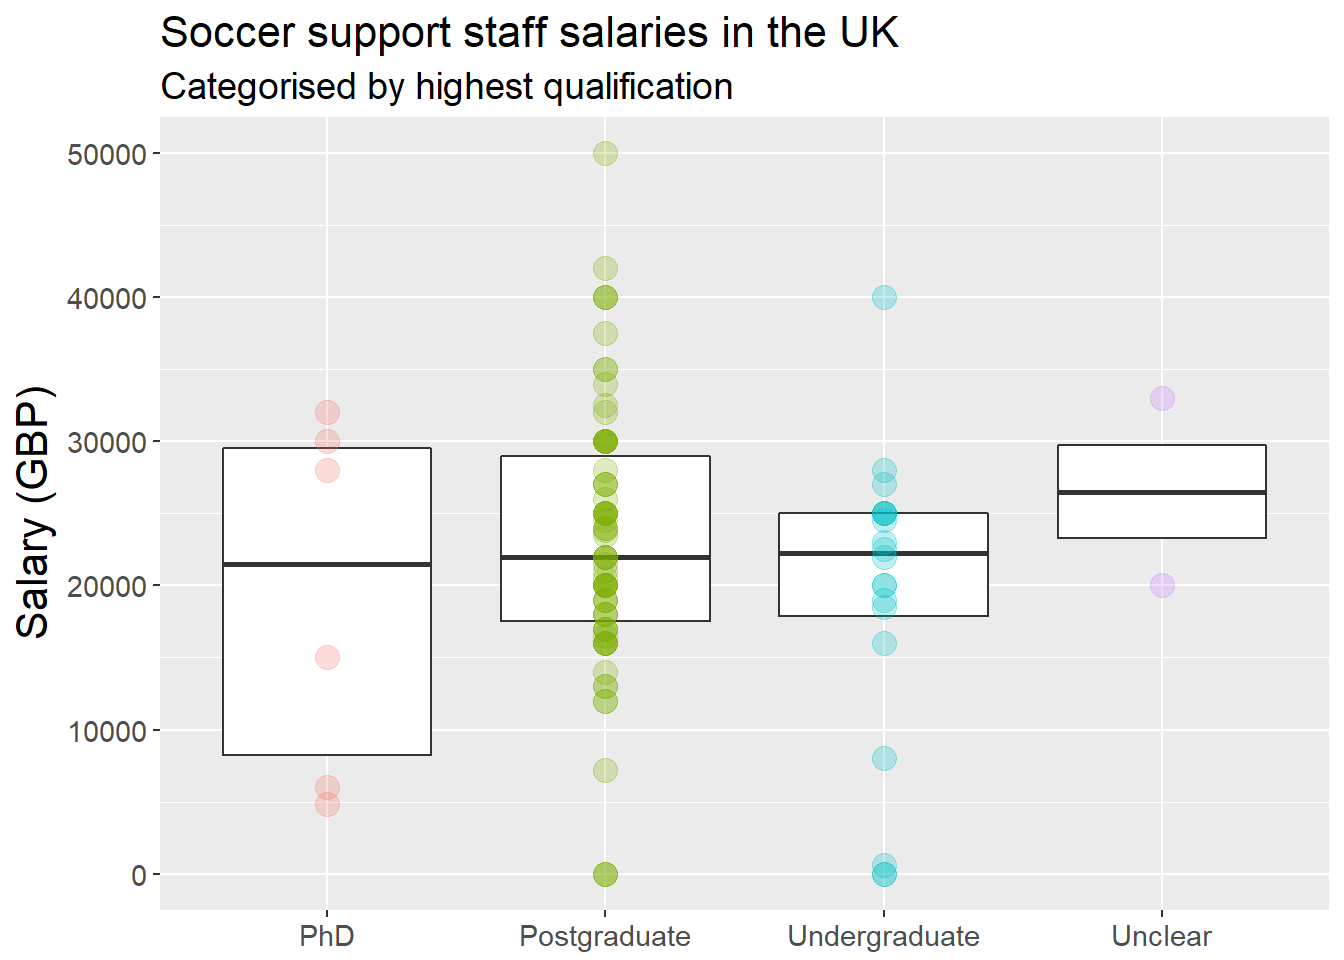 Soccer support staff salaries in the UK
Categorised by highest qualification
Salary (GBP)
50000
40000
30000
20000
10000
0
PhD
Postgraduate
Undergraduate
Unclear